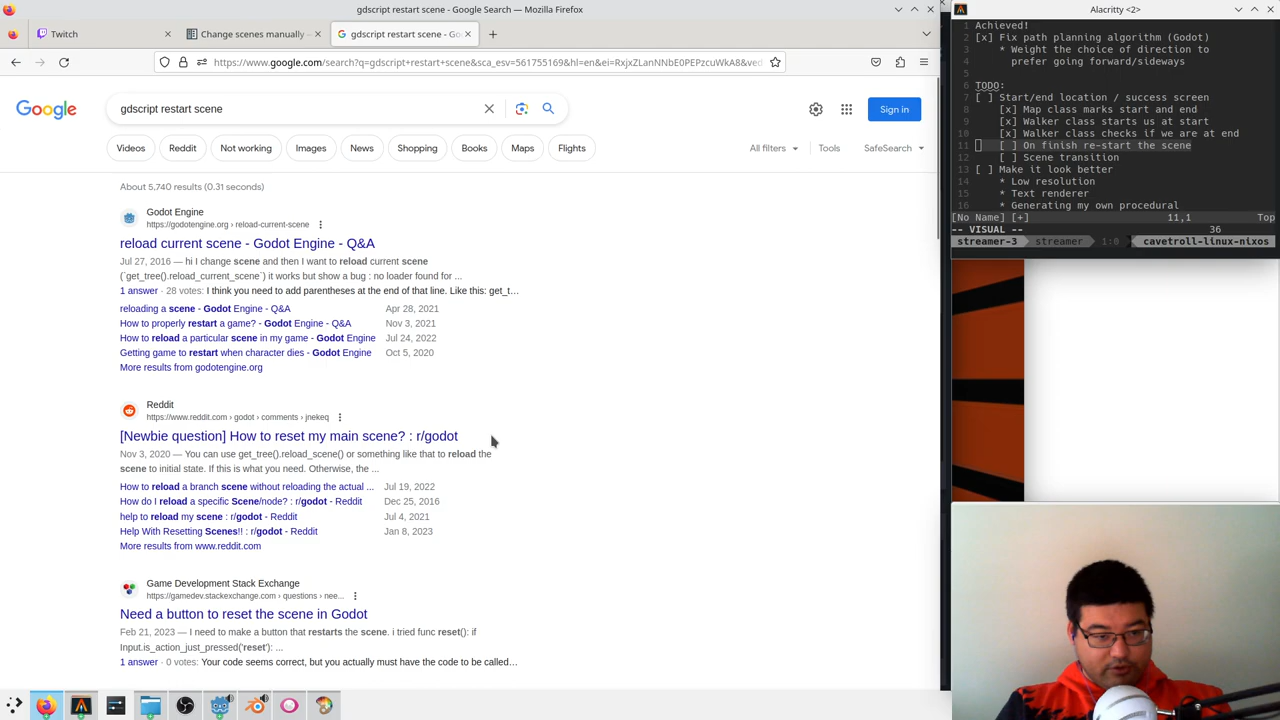 gdscript restart scene - Google Search — Mozilla Firefox
Twitch
Change scenes manually
gdscript restart scene - Go
https://www.google.com/search?q=gdscript+restart+scene&sca_esv=561755169&hl=en&ei=RxjxZLanNNbE0PEPzcuWkA8&ved
Google
gdscript restart scene
Sign in
Videos
Reddit
Not working
Images
News
Shopping
Books
Maps
Flights
All filters
Tools
SafeSearch
About 5,740 results (0.31 seconds)
Godot Engine
https://godotengine.org › reload-current-scene
reload current scene - Godot Engine - Q&A
Jul 27, 2016 — hi I change scene and then I want to reload current scene
(`get_tree().reload_current_scene`) it works but show a bug : no loader found for ...
1 answer · 28 votes: I think you need to add parentheses at the end of that line. Like this: get_t...
reloading a scene - Godot Engine - Q&A Apr 28, 2021
How to properly restart a game? - Godot Engine - Q&A Nov 3, 2021
How to reload a particular scene in my game - Godot Engine Jul 24, 2022
Getting game to restart when character dies - Godot Engine Oct 5, 2020
More results from godotengine.org
Reddit
https://www.reddit.com › godot › comments › jnekeq
[Newbie question] How to reset my main scene? : r/godot
Nov 3, 2020 — You can use get_tree().reload_scene() or something like that to reload the
scene to initial state. If this is what you need. Otherwise, the ...
How to reload a branch scene without reloading the actual ... Jul 19, 2022
How do I reload a specific Scene/node? : r/godot - Reddit Dec 25, 2016
help to reload my scene : r/godot - Reddit Jul 4, 2021
Help With Resetting Scenes!! : r/godot - Reddit Jan 8, 2023
More results from www.reddit.com
Game Development Stack Exchange
https://gamedev.stackexchange.com › questions › nee...
Need a button to reset the scene in Godot
Feb 21, 2023 — I need to make a button that restarts the scene. i tried func reset(): if
Input.is_action_just_pressed('reset'): ...
1 answer · 0 votes: Your code seems correct, but you actually must have the code to be called...
Alacritty <2>
1 Achieved!
2 [x] Fix path planning algorithm (Godot)
3 * Weight the choice of direction to
4 prefer going forward/sideways
5
6 TODO:
7 [ ] Start/end location / success screen
8 [x] Map class marks start and end
9 [x] Walker class starts us at start
10 [x] Walker class checks if we are at end
11 [ ] On finish re-start the scene
12 [ ] Scene transition
13 [ ] Make it look better
14 * Low resolution
15 * Text renderer
16 * Generating my own procedural
[No Name] [+] 11,1 Top
-- VISUAL -- 36
streamer-3 streamer 1:0 cavetroll-linux-nixos